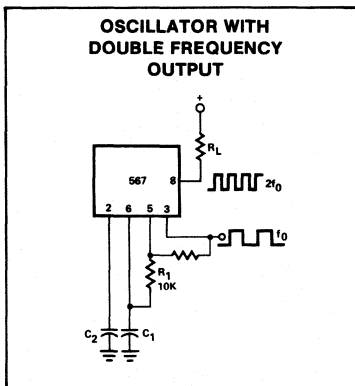 OSCILLATOR WITH
DOUBLE FREQUENCY
OUTPUT
+
RL
567
8
2f0
2 6 5 3
f0
R1
10K
C2
C1